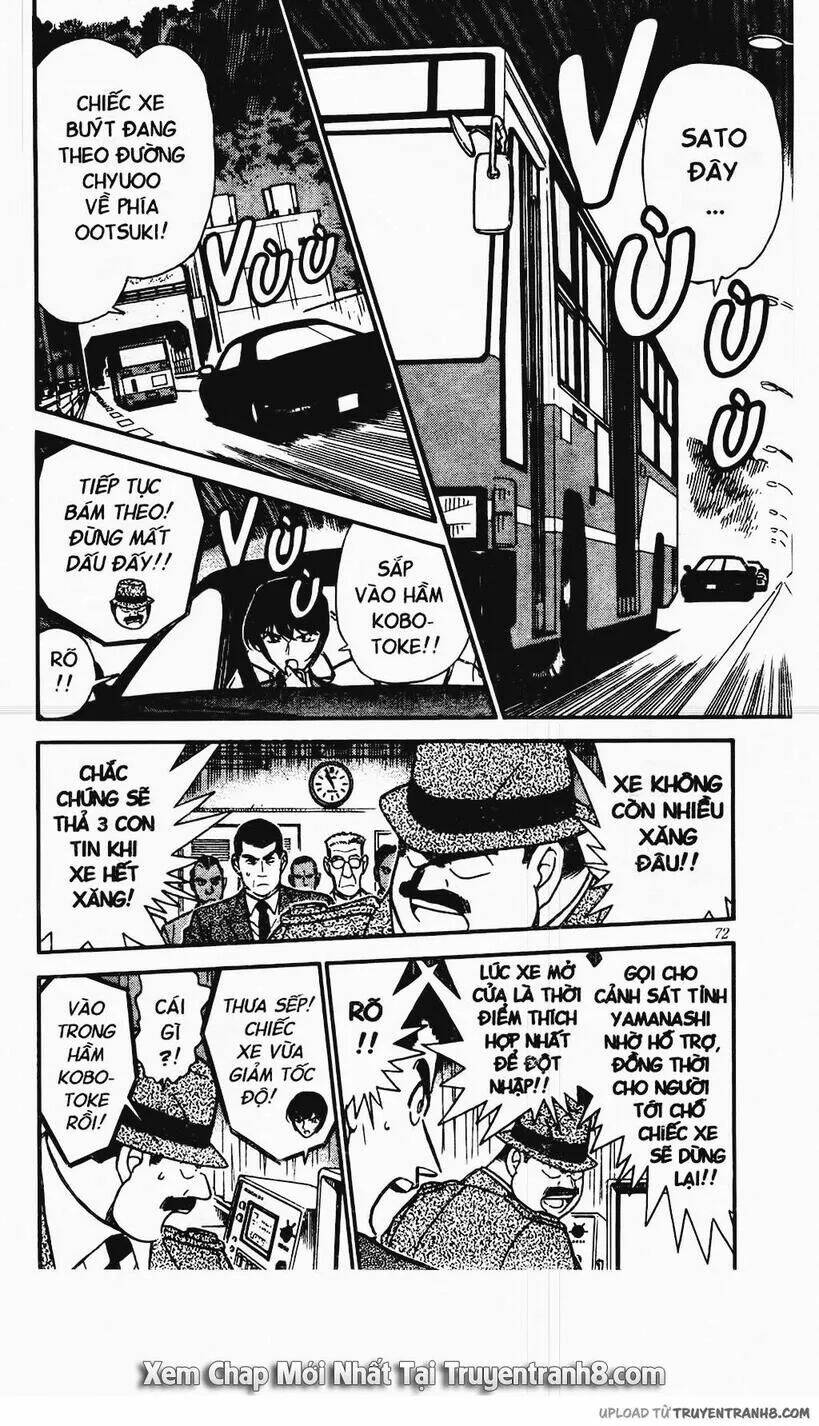 SATO
ĐÂY
...
VÙÙÙÙ
CHIẾC XE
BUÝT ĐANG
THEO ĐƯỜNG
CHYUOO
VỀ PHÍA
OOTSUKI!
VÙÙ
SẮP
VÀO HẦM
KOBO-
TOKE!!
VÙÙ
TIẾP TỤC
BÁM THEO!
ĐỪNG MẤT
DẤU ĐẤY!!
RÕ
!!
XE KHÔNG
CÒN NHIỀU
XĂNG
ĐÂU!!
CHẮC
CHÚNG SẼ
THẢ 3 CON
TIN KHI
XE HẾT
XĂNG!
72
GỌI CHO
CẢNH SÁT TỈNH
YAMANASHI
NHỜ HỖ TRỢ,
ĐỒNG THỜI
CHO NGƯỜI
TỚI CHỖ
CHIẾC XE
SẼ DỪNG
LẠI!!
LÚC XE MỞ
CỬA LÀ THỜI
ĐIỂM THÍCH
HỢP NHẤT
ĐỂ ĐỘT
NHẬP!!
RÕ
!!
THƯA SẾP!
CHIẾC
XE VỪA
GIẢM TỐC
ĐỘ!
CÁI
GÌ
?!
VÀO
TRONG
HẦM
KOBO-
TOKE
RỒI!
Xem Chap Mới Nhất Tại Truyentranh8.com
UPLOAD TỪ TRUYENTRANH8.COM